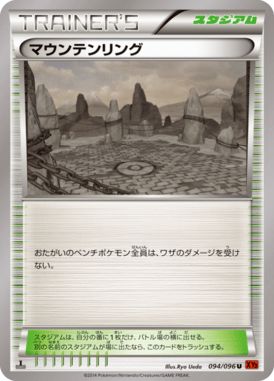 TRAINER'S
スタジアム
マウンテンリング
おたがいのベンチポケモン全員は、ワザのダメージを受け
ない。
スタジアムは、自分の番に1枚だけ、バトル場の横に出せる。
別の名前のスタジアムが場に出たなら、このカードをトラッシュする。
1
Illus.Ryo Ueda
094/096 U
XY3
©2014 Pokémon/Nintendo/Creatures/GAME FREAK.